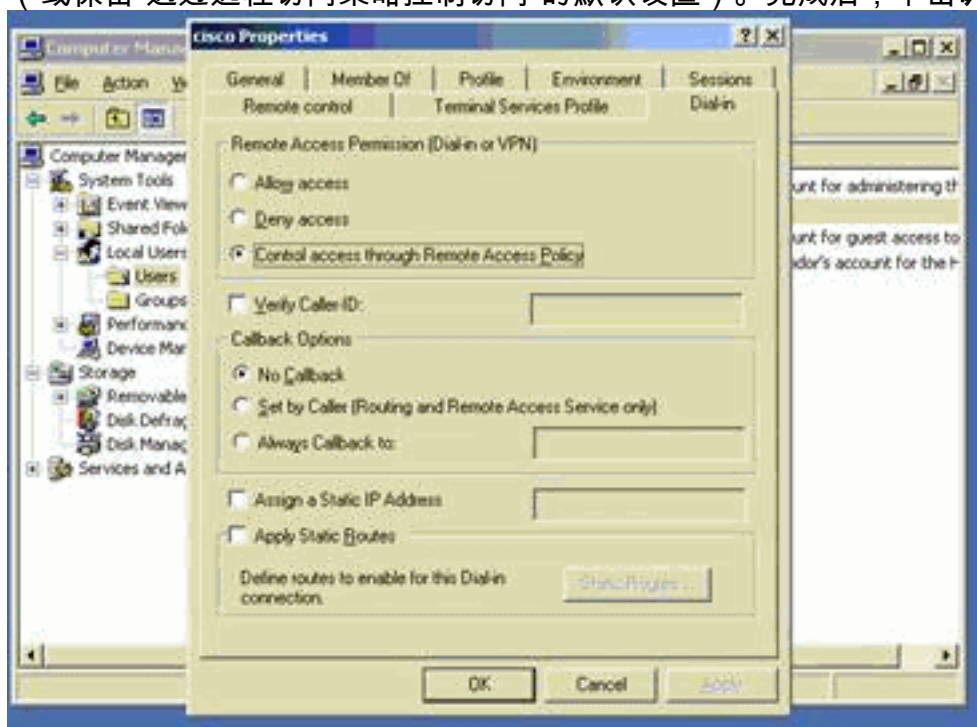 Computer Mana
cisco Properties
File Action Vi
General Member Of Profile Environment Sessions
Remote control Terminal Services Profile Dial-in
Remote Access Permission (Dial-in or VPN)
Allow access
Deny access
Control access through Remote Access Policy
Verify Caller-ID:
Callback Options
No Callback
Set by Caller (Routing and Remote Access Service only)
Always Callback to:
Assign a Static IP Address
Apply Static Routes
Define routes to enable for this Dial-in
connection.
Static Routes ...
OK Cancel Apply
Computer Manager
System Tools
Event View
Shared Fol
Local Users
Users
Groups
Performanc
Device Mar
Storage
Removable
Disk Defrag
Disk Manag
Services and A
unt for administering th
unt for guest access to
dor's account for the H